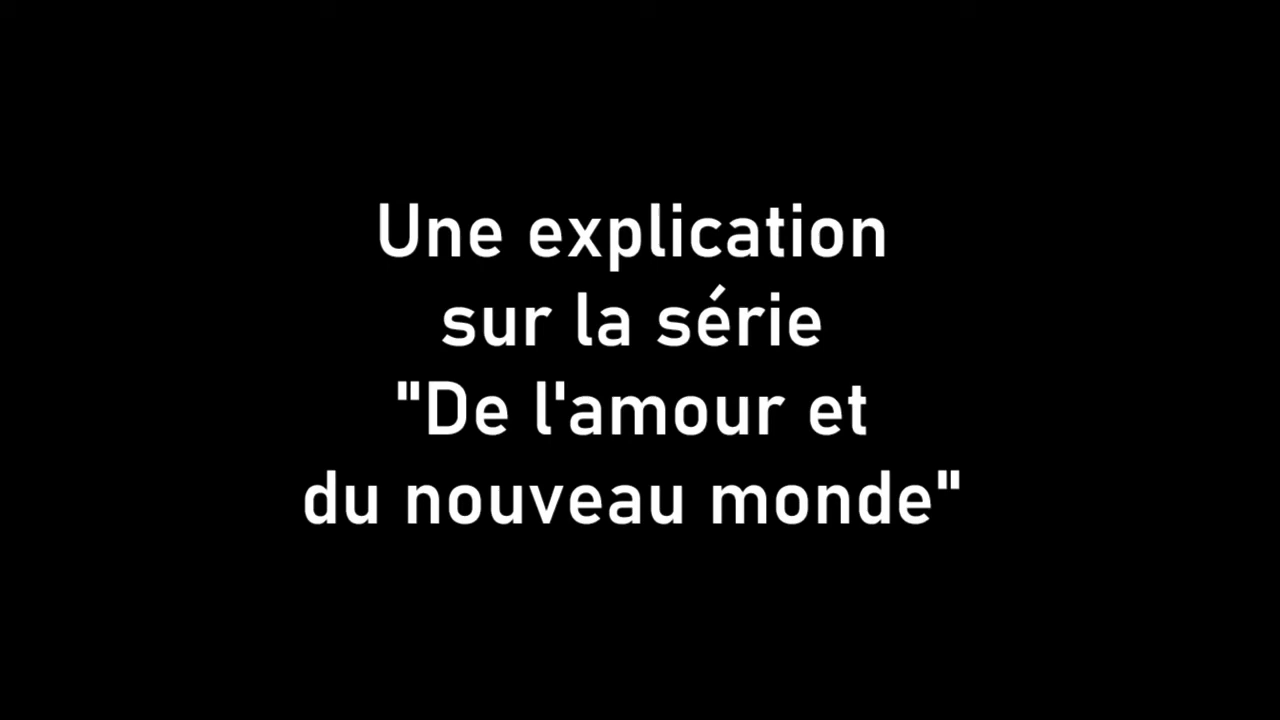 Une explication
sur la série
"De l'amour et
du nouveau monde"